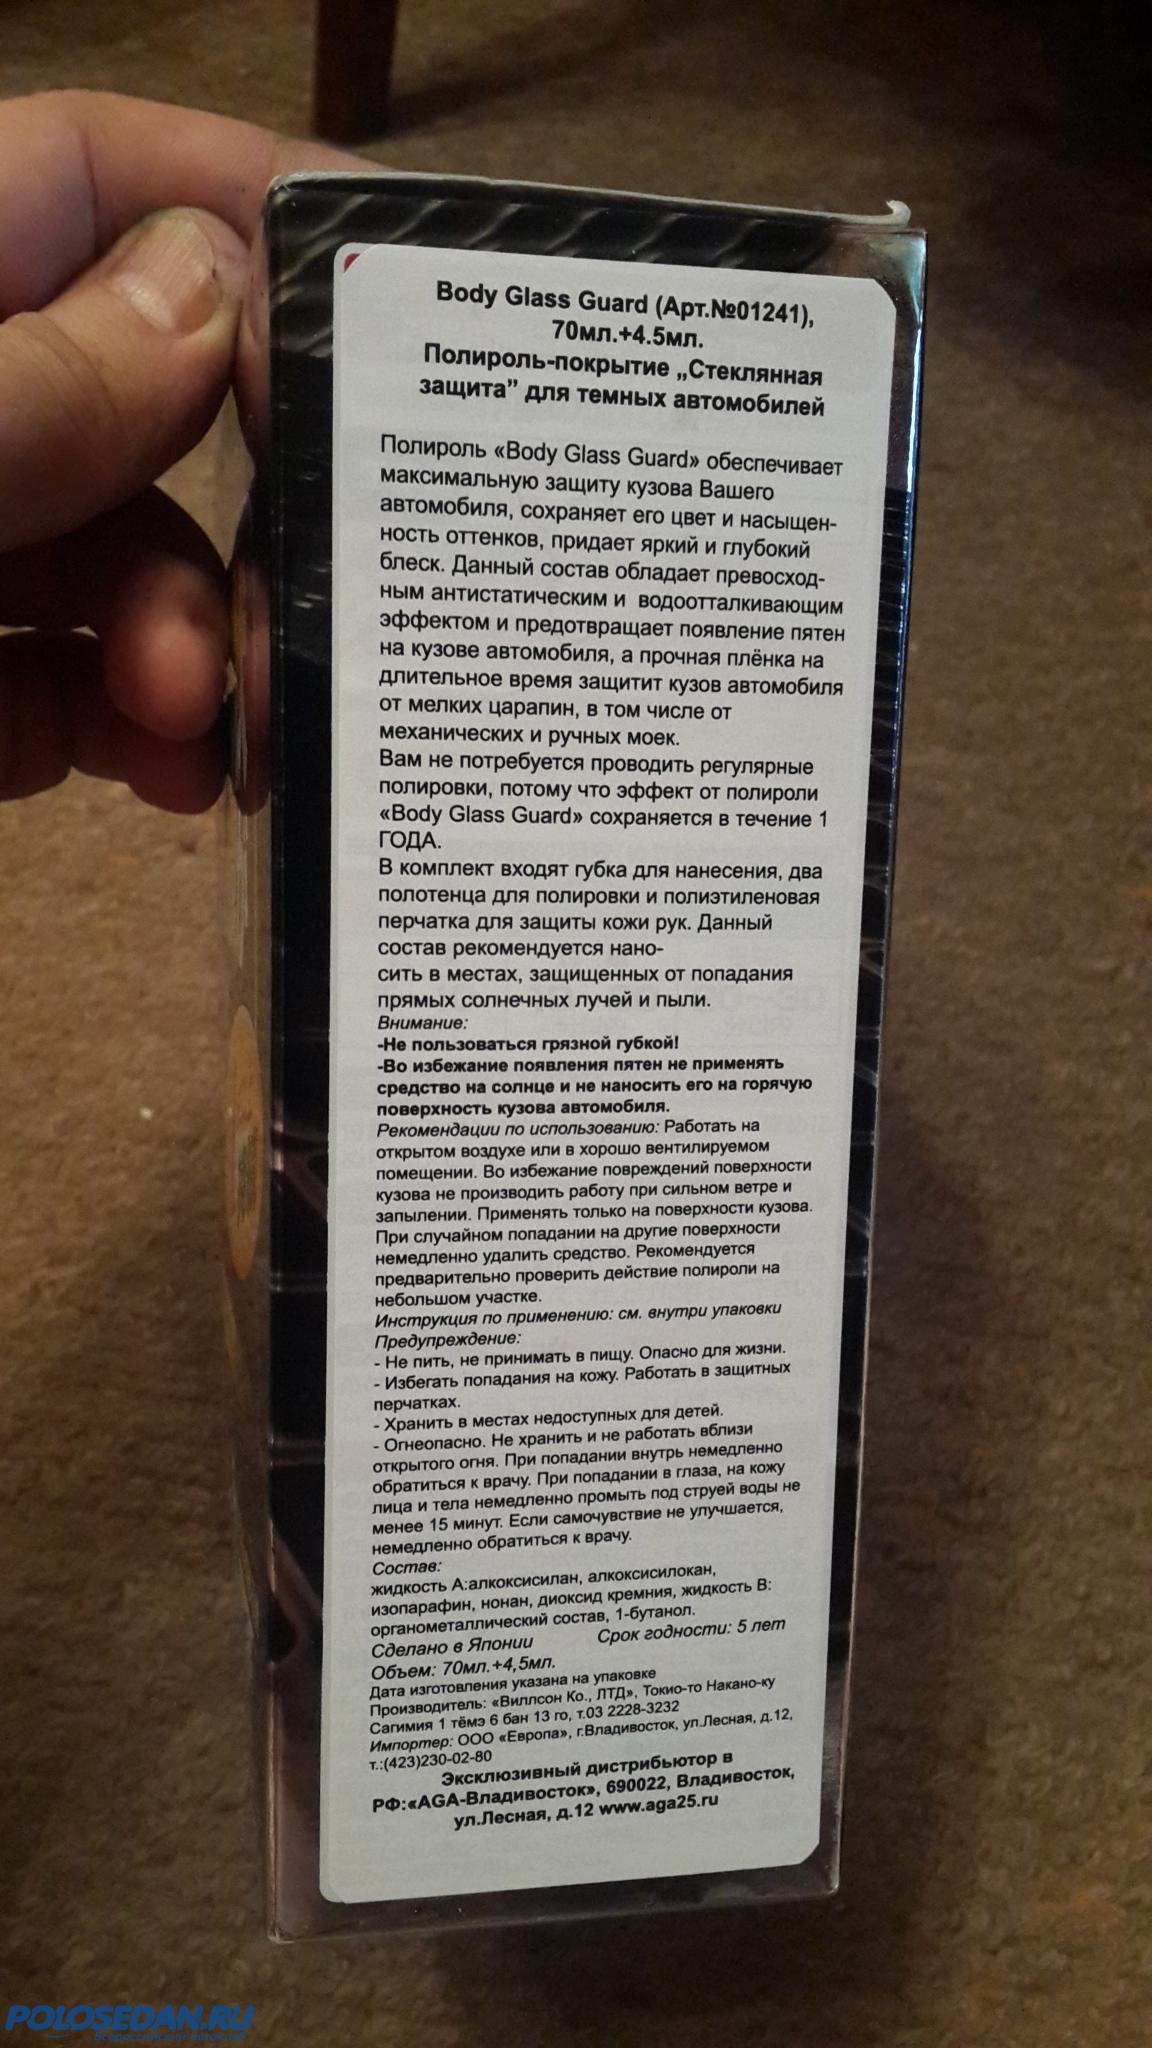 Body Glass Guard (Арт.№01241),
70мл.+4.5мл.
Полироль-покрытие „Стеклянная
защита” для темных автомобилей
Полироль «Body Glass Guard» обеспечивает
максимальную защиту кузова Вашего
автомобиля, сохраняет его цвет и насыщен-
ность оттенков, придает яркий и глубокий
блеск. Данный состав обладает превосход-
ным антистатическим и водоотталкивающим
эффектом и предотвращает появление пятен
на кузове автомобиля, а прочная плёнка на
длительное время защитит кузов автомобиля
от мелких царапин, в том числе от
механических и ручных моек.
Вам не потребуется проводить регулярные
полировки, потому что эффект от полироли
«Body Glass Guard» сохраняется в течение 1
ГОДА.
В комплект входят губка для нанесения, два
полотенца для полировки и полиэтиленовая
перчатка для защиты кожи рук. Данный
состав рекомендуется нано-
сить в местах, защищенных от попадания
прямых солнечных лучей и пыли.
Внимание:
-Не пользоваться грязной губкой!
-Во избежание появления пятен не применять
средство на солнце и не наносить его на горячую
поверхность кузова автомобиля.
Рекомендации по использованию: Работать на
открытом воздухе или в хорошо вентилируемом
помещении. Во избежание повреждений поверхности
кузова не производить работу при сильном ветре и
запылении. Применять только на поверхности кузова.
При случайном попадании на другие поверхности
немедленно удалить средство. Рекомендуется
предварительно проверить действие полироли на
небольшом участке.
Инструкция по применению: см. внутри упаковки
Предупреждение:
- Не пить, не принимать в пищу. Опасно для жизни.
- Избегать попадания на кожу. Работать в защитных
перчатках.
- Хранить в местах недоступных для детей.
- Огнеопасно. Не хранить и не работать вблизи
открытого огня. При попадании внутрь немедленно
обратиться к врачу. При попадании в глаза, на кожу
лица и тела немедленно промыть под струей воды не
менее 15 минут. Если самочувствие не улучшается,
немедленно обратиться к врачу.
Состав:
жидкость А:алкоксисилан, алкоксисилокан,
изопарафин, нонан, диоксид кремния, жидкость В:
органометаллический состав, 1-бутанол.
Сделано в Японии Срок годности: 5 лет
Объем: 70мл.+4,5мл.
Дата изготовления указана на упаковке
Производитель: «Виллсон Ко., ЛТД», Токио-то Накано-ку
Сагимия 1 тёмэ 6 бан 13 го, т.03 2228-3232
Импортер: ООО «Европа», г.Владивосток, ул.Лесная, д.12,
т.:(423)230-02-80
Эксклюзивный дистрибьютор в
РФ:«AGA-Владивосток», 690022, Владивосток,
ул.Лесная, д.12 www.aga25.ru
POLOSEDAN.RU
Всероссийский автоклуб